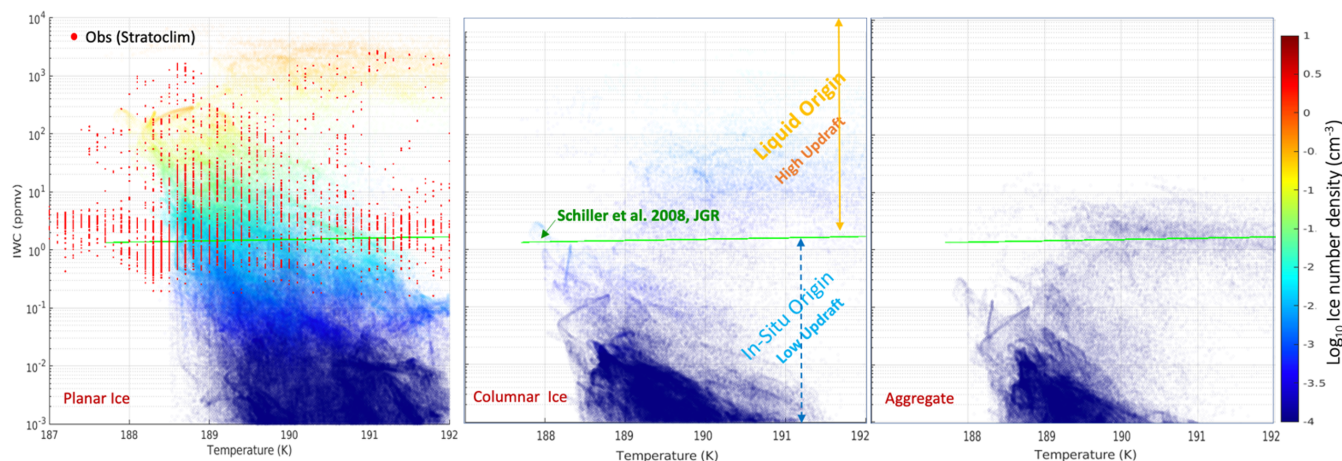 10^4
10^3
10^2
10^1
10^0
10^-1
10^-2
10^-3
IWC (ppmv)
Obs (Stratoclim)
Planar Ice
187
188
189
190
191
192
Temperature (K)
Schiller et al. 2008, JGR
Liquid Origin
High Updraft
In-Situ Origin
Low Updraft
Columnar Ice
188
189
190
191
192
Temperature (K)
Aggregate
188
189
190
191
192
Temperature (K)
1
0.5
0
-0.5
-1
-1.5
-2
-2.5
-3
-3.5
-4
Log₁₀ Ice number density (cm⁻³)